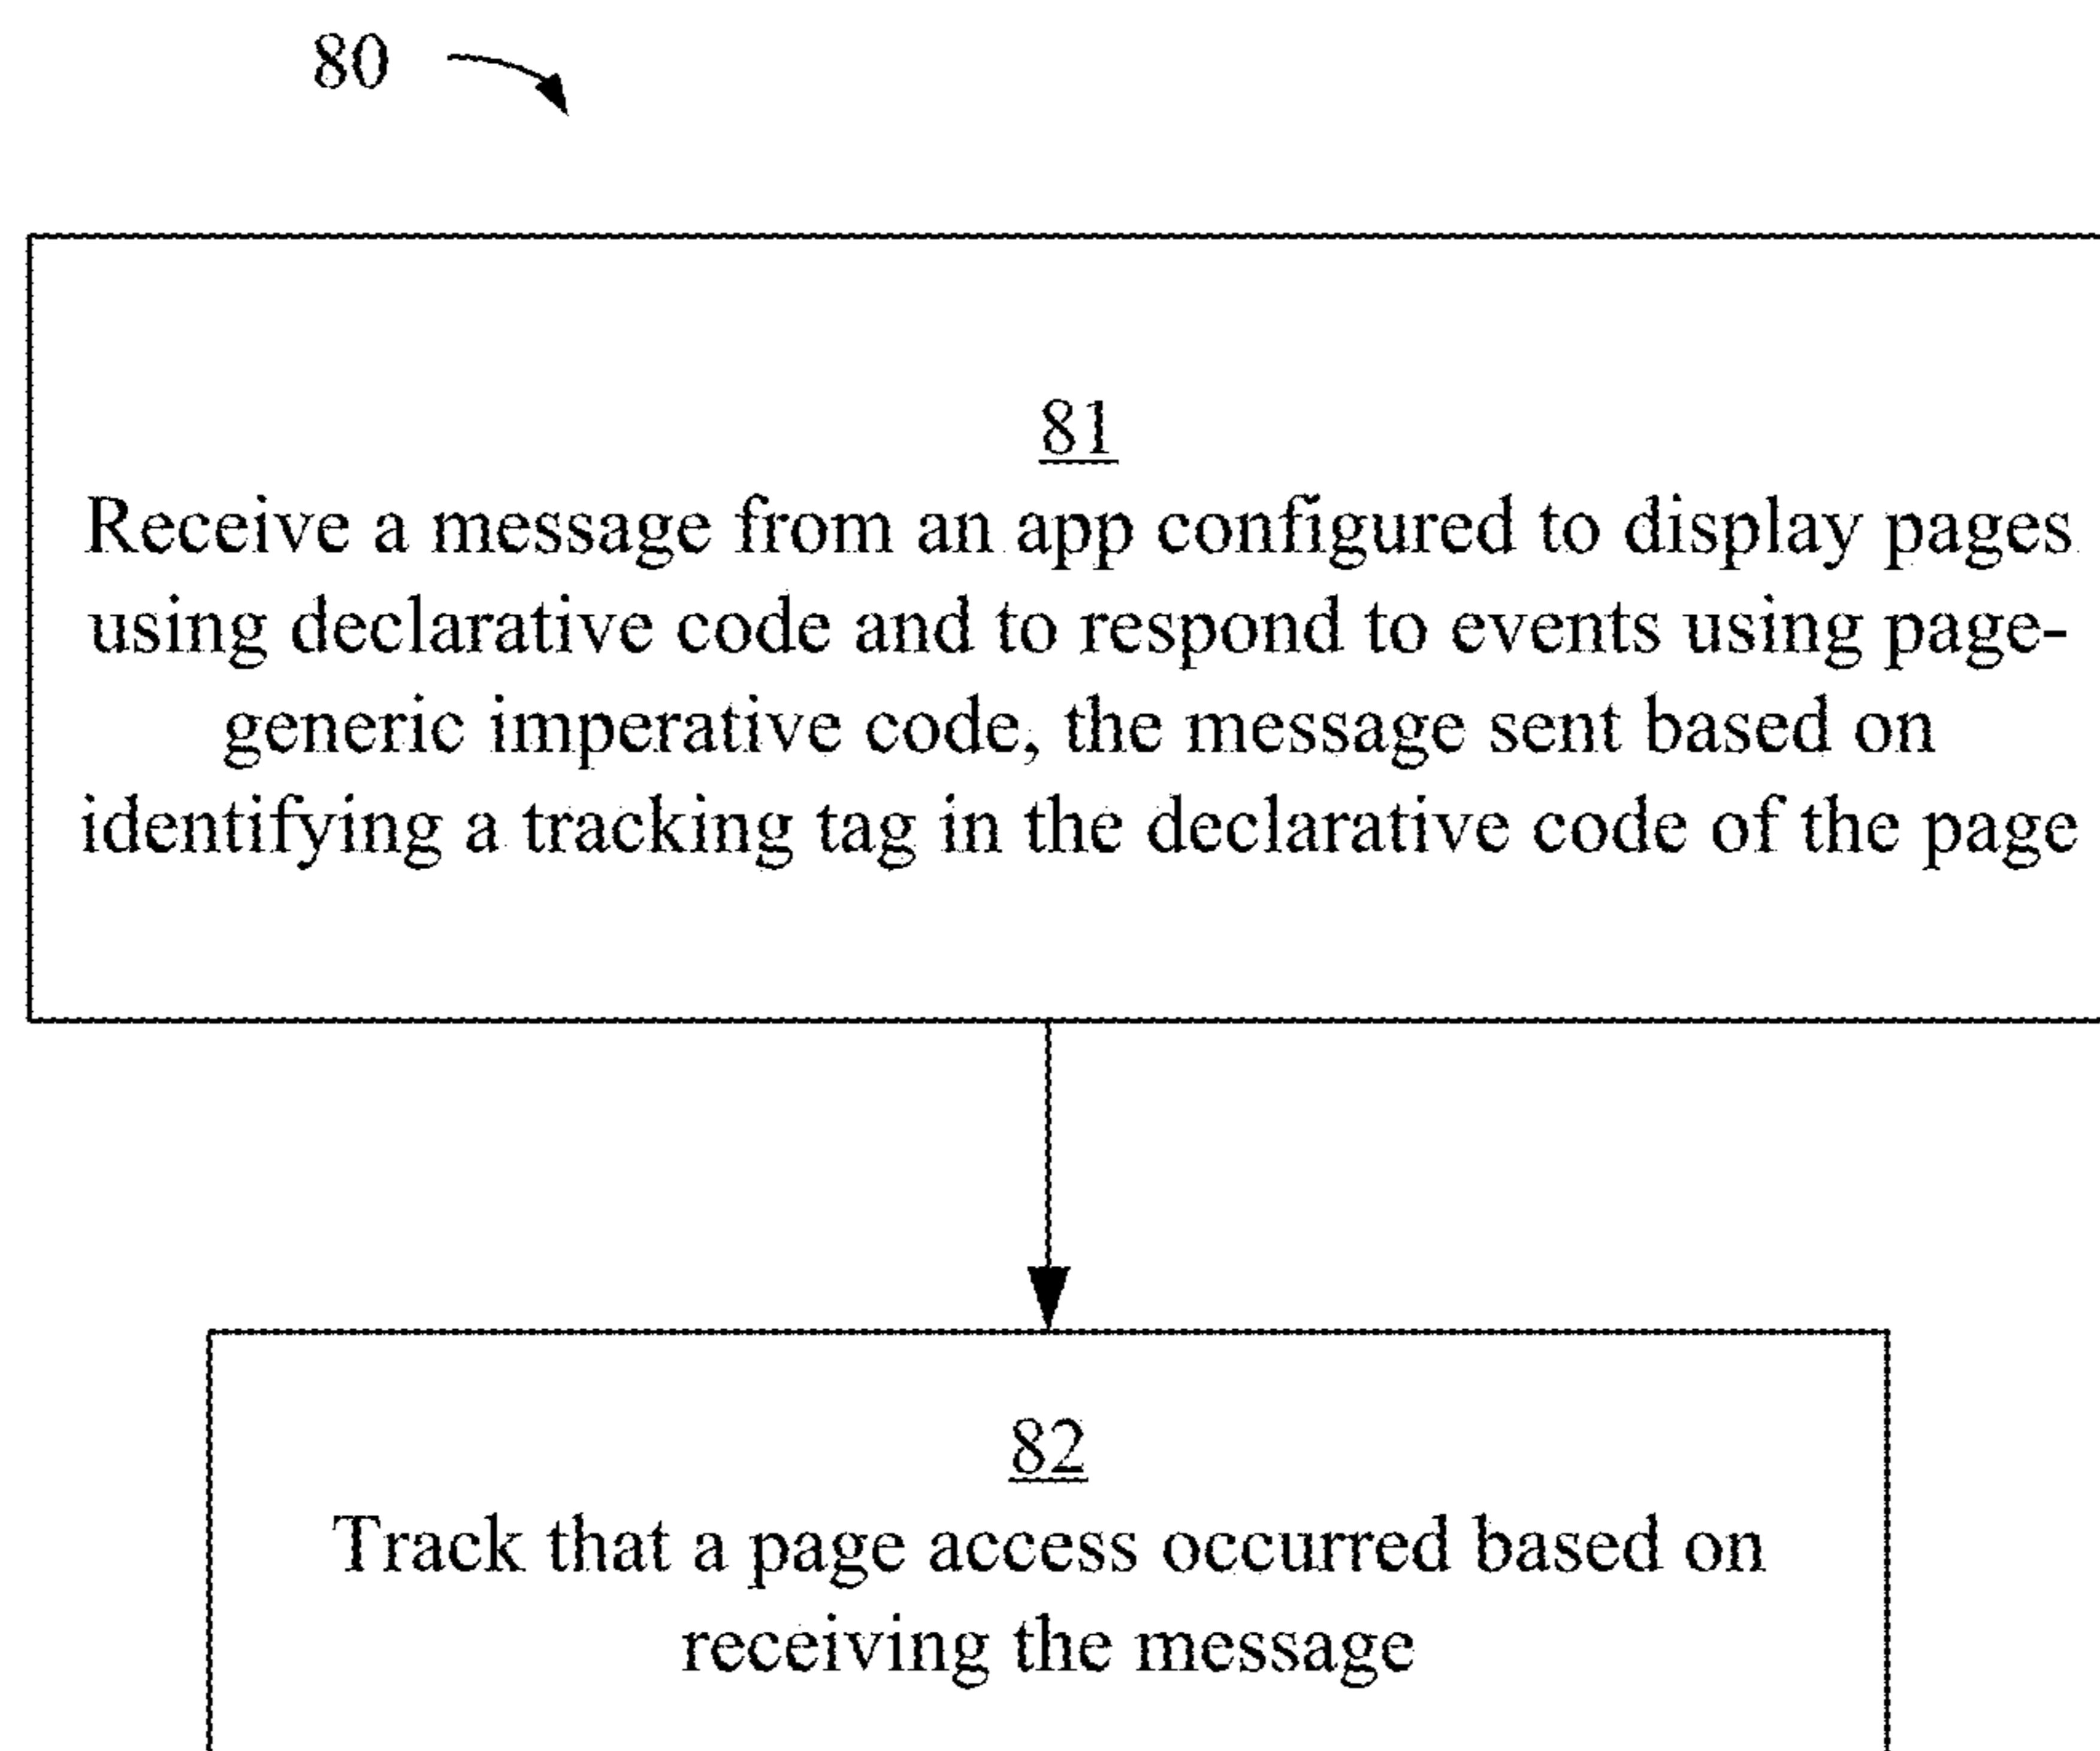 80
81
Receive a message from an app configured to display pages
using declarative code and to respond to events using page-
generic imperative code, the message sent based on
identifying a tracking tag in the declarative code of the page
82
Track that a page access occurred based on
receiving the message